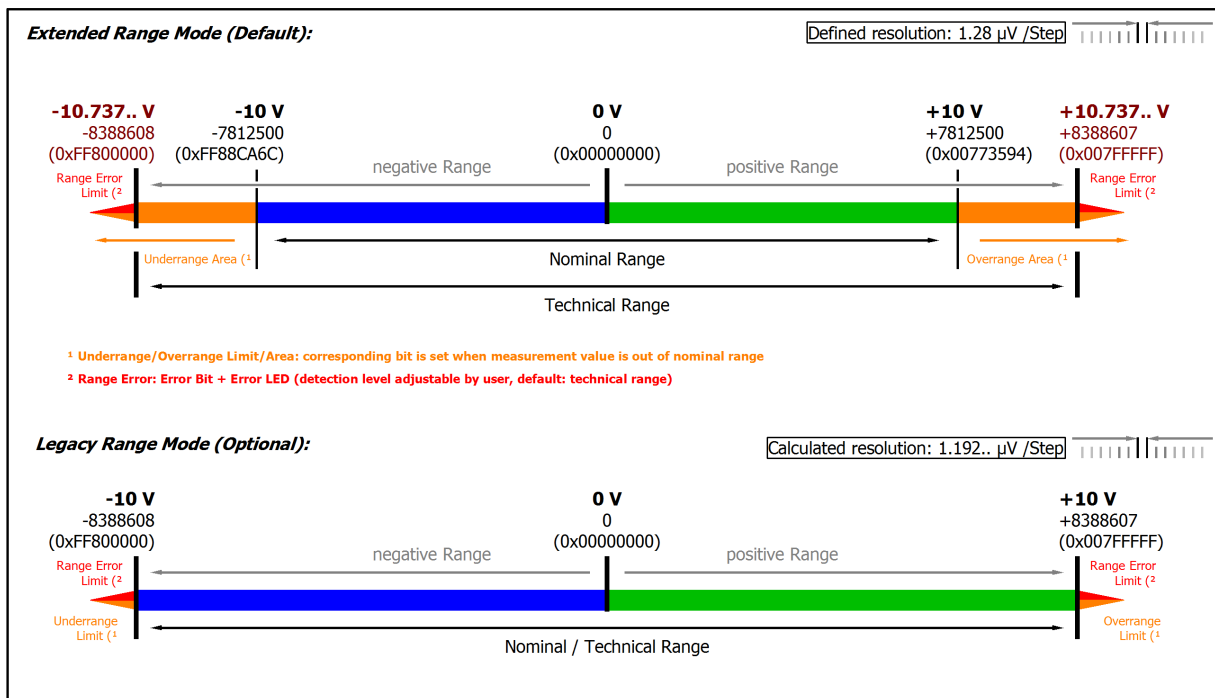 Extended Range Mode (Default):
Defined resolution: 1.28 µV /Step
-10.737.. V
-10 V
0 V
+10 V
+10.737.. V
-8388608
-7812500
0
+7812500
+8388607
(0xFF800000)
(0xFF88CA6C)
(0x00000000)
(0x00773594)
(0x007FFFFF)
negative Range
positive Range
Range Error
Limit (²
Range Error
Limit (²
Underrange Area (¹
Nominal Range
Overrange Area (¹
Technical Range
¹ Underrange/Overrange Limit/Area: corresponding bit is set when measurement value is out of nominal range
² Range Error: Error Bit + Error LED (detection level adjustable by user, default: technical range)
Legacy Range Mode (Optional):
Calculated resolution: 1.192.. µV /Step
-10 V
0 V
+10 V
-8388608
0
+8388607
(0xFF800000)
(0x00000000)
(0x007FFFFF)
negative Range
positive Range
Range Error
Limit (²
Range Error
Limit (²
Underrange
Limit (¹
Overrange
Limit (¹
Nominal / Technical Range